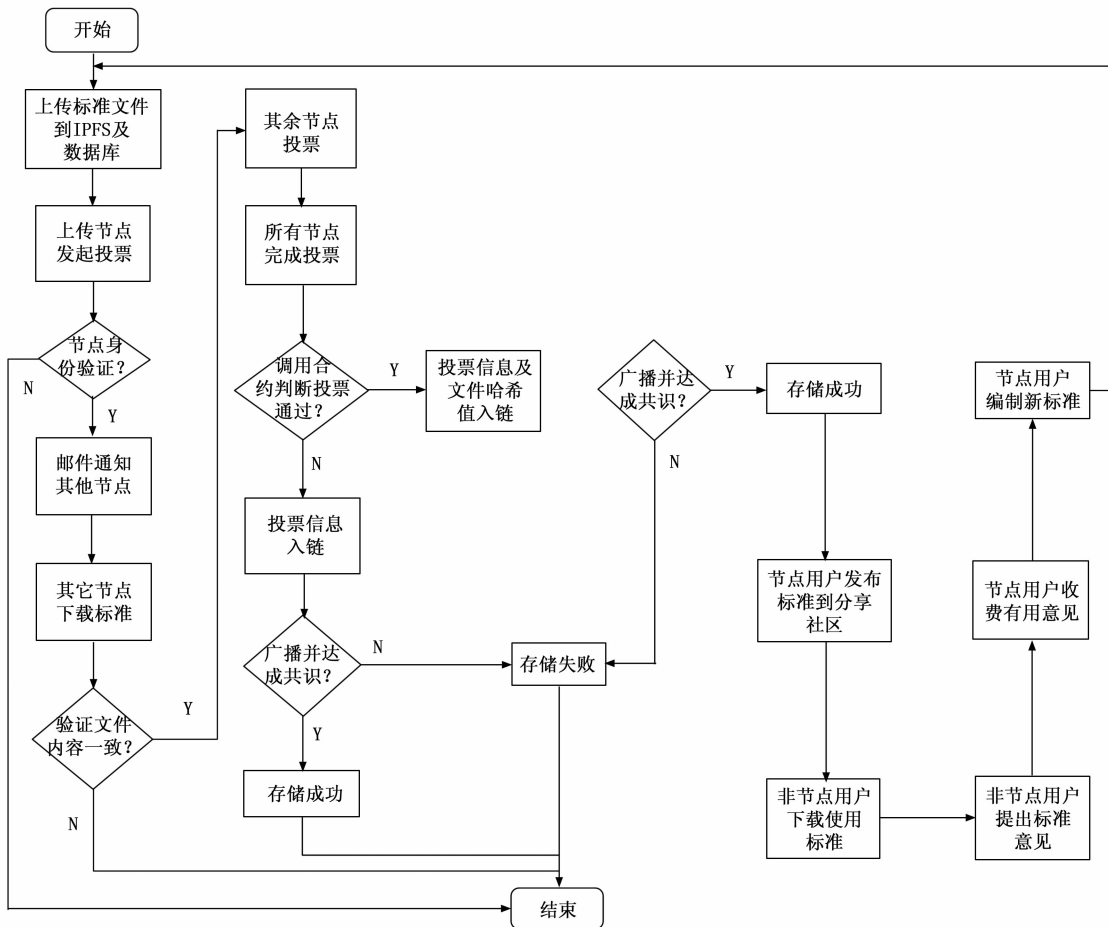 开始
上传标准文件
到IPFS及
数据库
上传节点
发起投票
节点身
份验证?
N
Y
邮件通知
其他节点
其它节点
下载标准
验证文件
内容一致?
Y
N
其余节点
投票
所有节点
完成投票
调用合
约判断投票
通过?
Y
N
投票信息及
文件哈希
值入链
投票信息
入链
广播并达
成共识?
N
Y
存储成功
存储失败
结束
广播并达
成共识?
Y
N
存储成功
节点用户发布
标准到分享
社区
非节点用户
下载使用
标准
非节点用户
提出标准
意见
节点用户收
费有用意见
节点用户
编制新标准